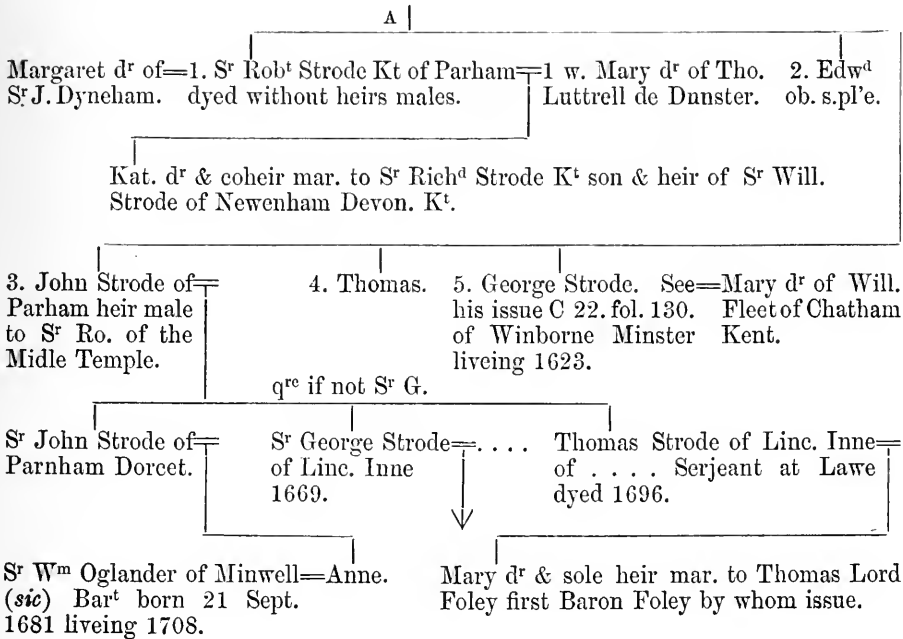 A
Margaret dʳ of=1. Sʳ Robᵗ Strode Kt of Parham=1 w. Mary dʳ of Tho. 2. Edwᵈ
Sʳ J. Dyneham. dyed without heirs males. Luttrell de Dunster. ob. s.pl'e.
Kat. dʳ & coheir mar. to Sʳ Richᵈ Strode Kᵗ son & heir of Sʳ Will.
Strode of Newenham Devon. Kᵗ.
3. John Strode of=
Parham heir male
to Sʳ Ro. of the
Midle Temple.
4. Thomas.
5. George Strode. See=Mary dʳ of Will.
his issue C 22. fol. 130. Fleet of Chatham
of Winborne Minster Kent.
liveing 1623.
qʳᵉ if not Sʳ G.
Sʳ John Strode of=
Parnham Dorcet.
Sʳ George Strode=. . . .
of Linc. Inne
1669.
Thomas Strode of Linc. Inne=
of . . . . Serjeant at Lawe
dyed 1696.
Sʳ Wᵐ Oglander of Minwell=Anne.
(sic) Barᵗ born 21 Sept.
1681 liveing 1708.
Mary dʳ & sole heir mar. to Thomas Lord
Foley first Baron Foley by whom issue.